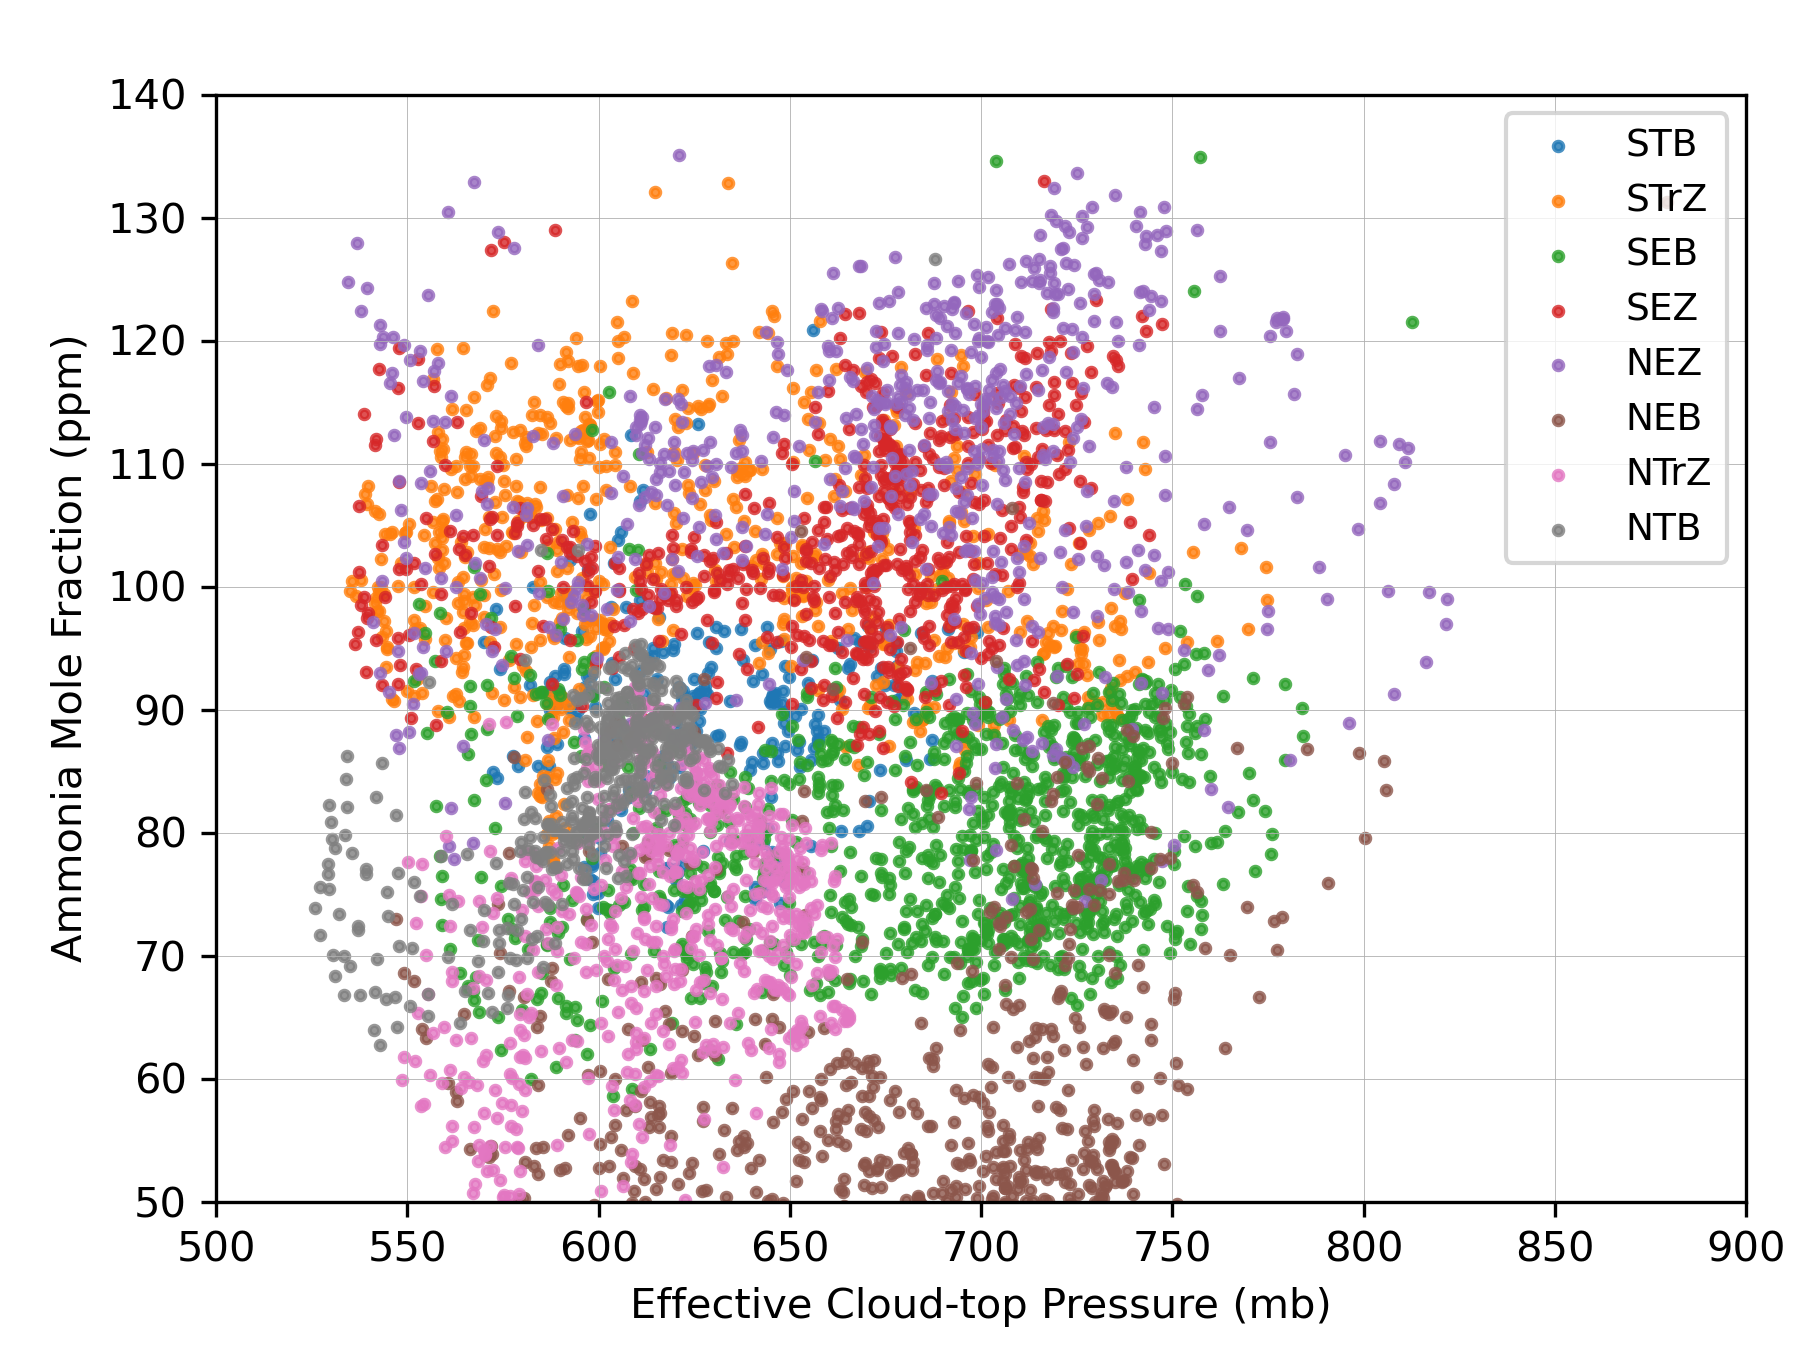 140
130
120
110
100
90
80
70
60
50
Ammonia Mole Fraction (ppm)
500 550 600 650 700 750 800 850 900
Effective Cloud-top Pressure (mb)
STB
STrZ
SEB
SEZ
NEZ
NEB
NTrZ
NTB